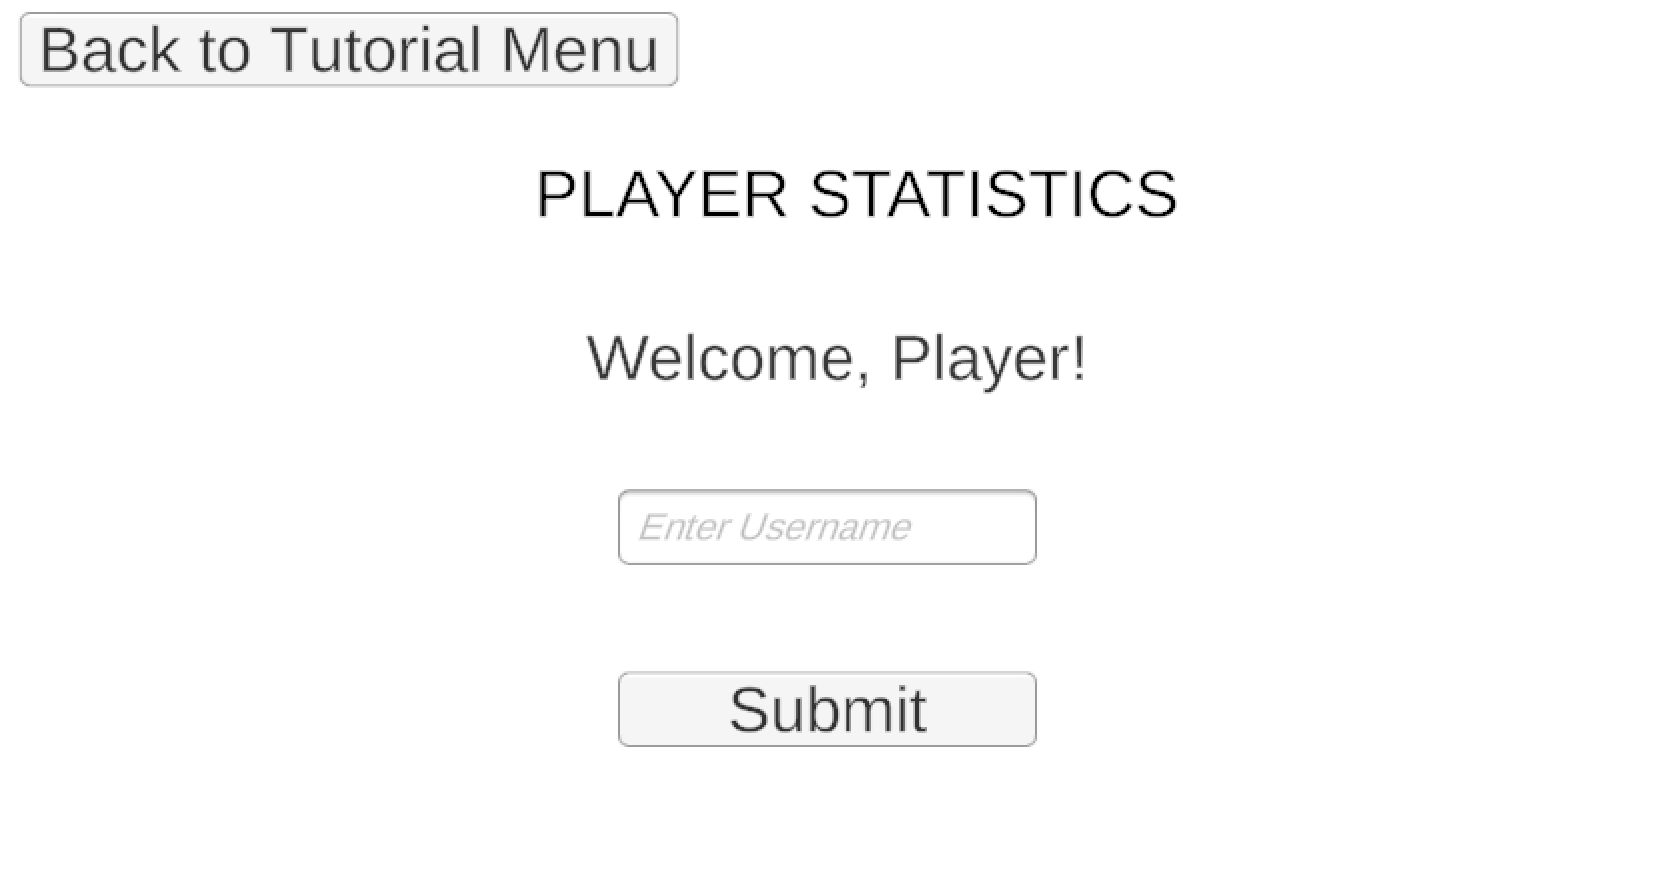 Back to Tutorial Menu
PLAYER STATISTICS
Welcome, Player!
Enter Username
Submit